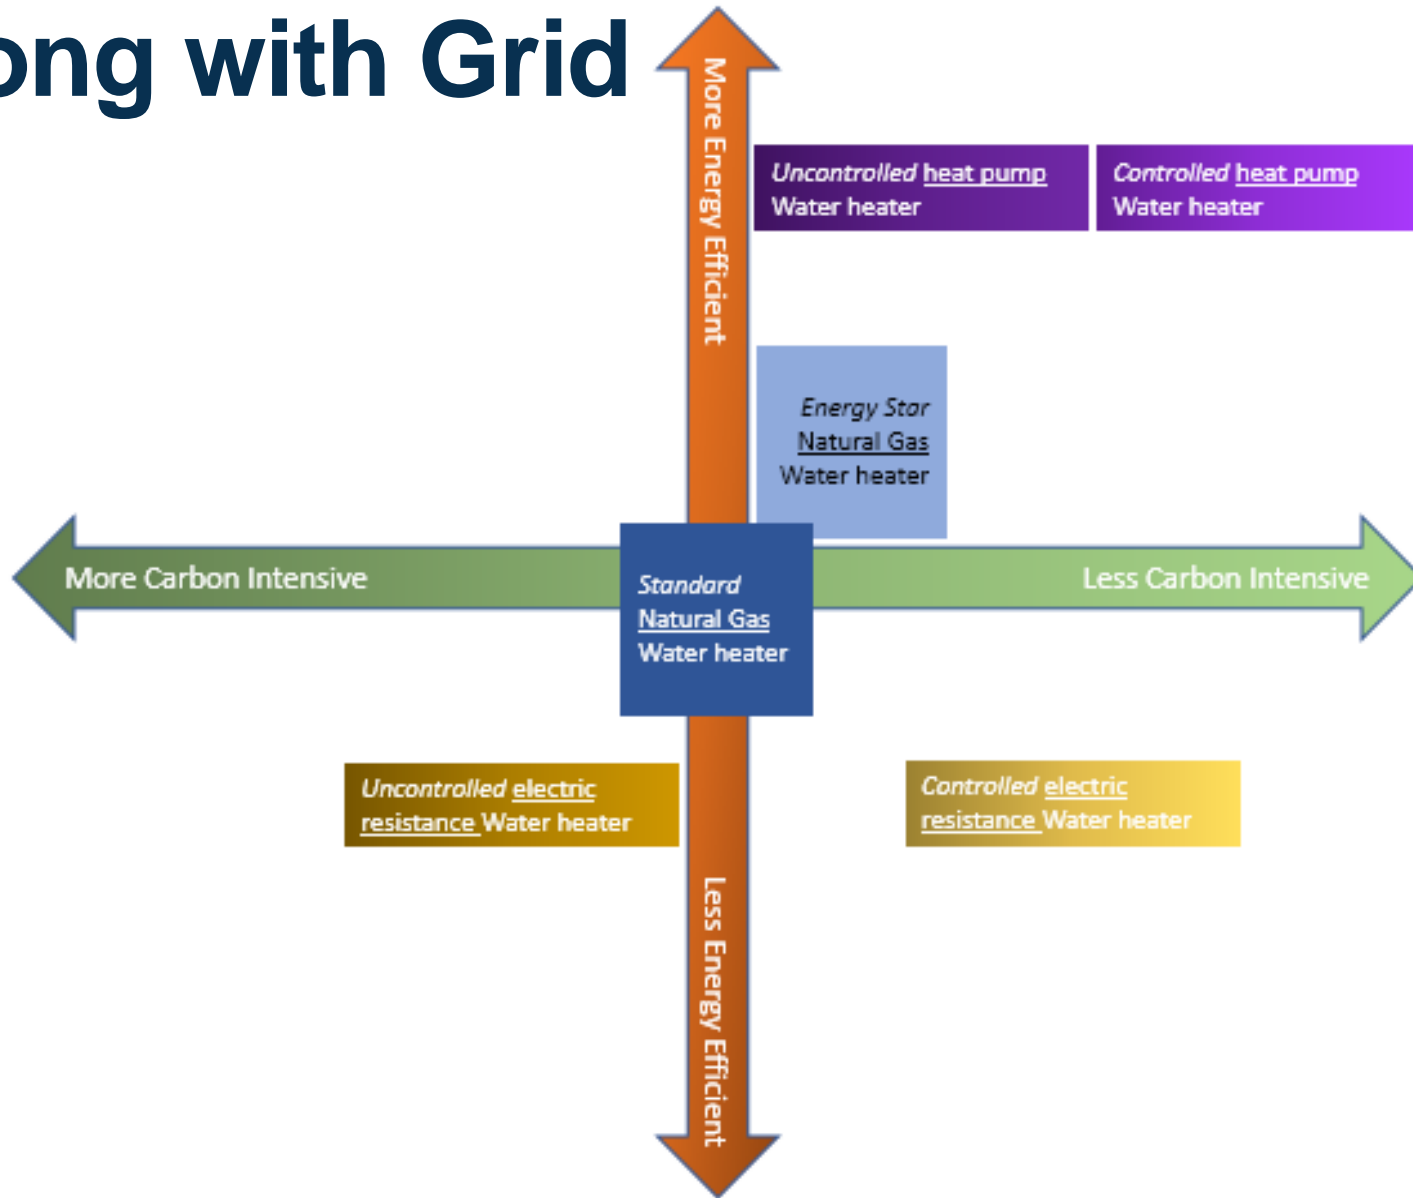 ong with Grid
More Energy Efficient
Uncontrolled heat pump
Water heater
Controlled heat pump
Water heater
Energy Star
Natural Gas
Water heater
More Carbon Intensive
Less Carbon Intensive
Standard
Natural Gas
Water heater
Uncontrolled electric
resistance Water heater
Controlled electric
resistance Water heater
Less Energy Efficient